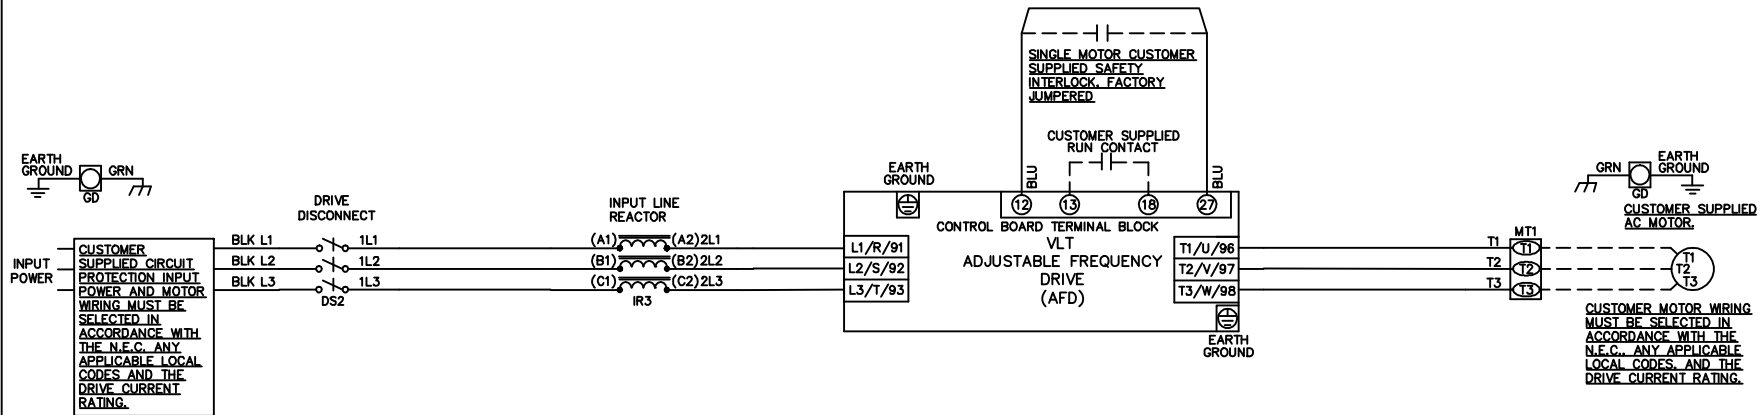 SINGLE MOTOR CUSTOMER
SUPPLIED SAFETY
INTERLOCK. FACTORY
JUMPERED
CUSTOMER SUPPLIED
RUN CONTACT
BLU
BLU
EARTH
GROUND
GRN
GD
EARTH
GROUND
12
13
18
27
CONTROL BOARD TERMINAL BLOCK
VLT
ADJUSTABLE FREQUENCY
DRIVE
(AFD)
L1/R/91
L2/S/92
L3/T/93
T1/U/96
T2/V/97
T3/W/98
EARTH
GROUND
DRIVE
DISCONNECT
INPUT LINE
REACTOR
INPUT
POWER
CUSTOMER
SUPPLIED CIRCUIT
PROTECTION INPUT
POWER AND MOTOR
WIRING MUST BE
SELECTED IN
ACCORDANCE WITH
THE N.E.C. ANY
APPLICABLE LOCAL
CODES AND THE
DRIVE CURRENT
RATING.
BLK L1
BLK L2
BLK L3
1L1
1L2
1L3
DS2
(A1)
(A2)2L1
(B1)
(B2)2L2
(C1)
(C2)2L3
IR3
GRN
GD
EARTH
GROUND
CUSTOMER SUPPLIED
AC MOTOR.
MT1
T1
T1
T2
T2
T3
T3
T1
T2
T3
CUSTOMER MOTOR WIRING
MUST BE SELECTED IN
ACCORDANCE WITH THE
N.E.C.. ANY APPLICABLE
LOCAL CODES. AND THE
DRIVE CURRENT RATING.